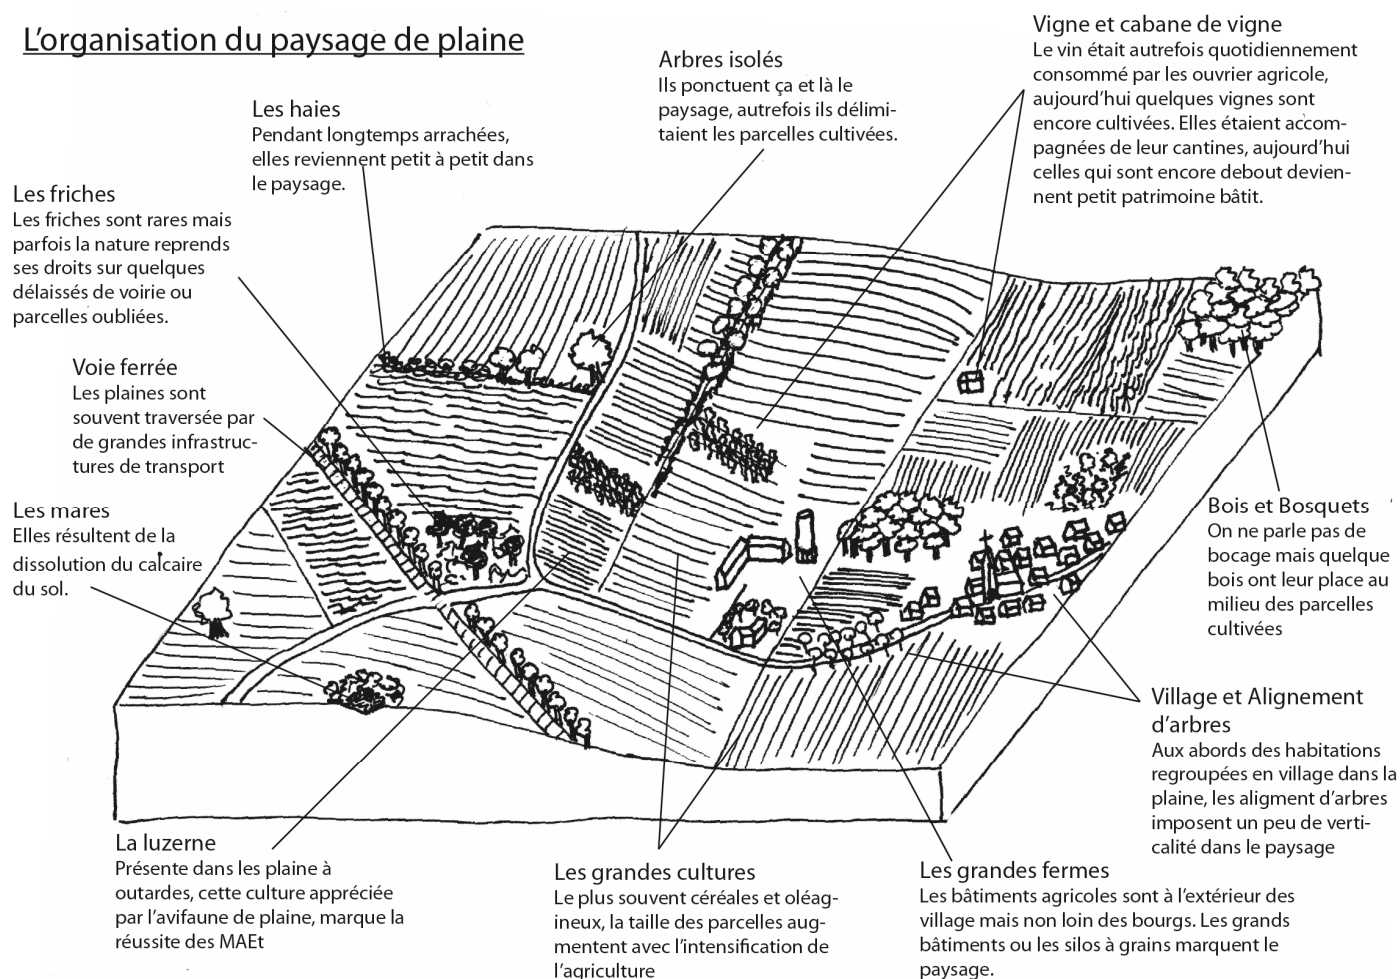 L'organisation du paysage de plaine
Vigne et cabane de vigne
Le vin était autrefois quotidiennement
consommé par les ouvrier agricole,
aujourd'hui quelques vignes sont
encore cultivées. Elles étaient accom-
pagnées de leur cantines, aujourd'hui
celles qui sont encore debout devien-
nent petit patrimoine bâtit.
Arbres isolés
Ils ponctuent ça et là le
paysage, autrefois ils délimi-
taient les parcelles cultivées.
Les haies
Pendant longtemps arrachées,
elles reviennent petit à petit dans
le paysage.
Les friches
Les friches sont rares mais
parfois la nature reprends
ses droits sur quelques
délaissés de voirie ou
parcelles oubliées.
Voie ferrée
Les plaines sont
souvent traversée par
de grandes infrastruc-
tures de transport
Les mares
Elles résultent de la
dissolution du calcaire
du sol.
Bois et Bosquets
On ne parle pas de
bocage mais quelque
bois ont leur place au
milieu des parcelles
cultivées
Village et Alignement
d'arbres
Aux abords des habitations
regroupées en village dans la
plaine, les aligment d'arbres
imposent un peu de verti-
calité dans le paysage
La luzerne
Présente dans les plaine à
outardes, cette culture appréciée
par l'avifaune de plaine, marque la
réussite des MAEt
Les grandes cultures
Le plus souvent céréales et oléag-
ineux, la taille des parcelles aug-
mentent avec l'intensification de
l'agriculture
Les grandes fermes
Les bâtiments agricoles sont à l'extérieur des
village mais non loin des bourgs. Les grands
bâtiments ou les silos à grains marquent le
paysage.